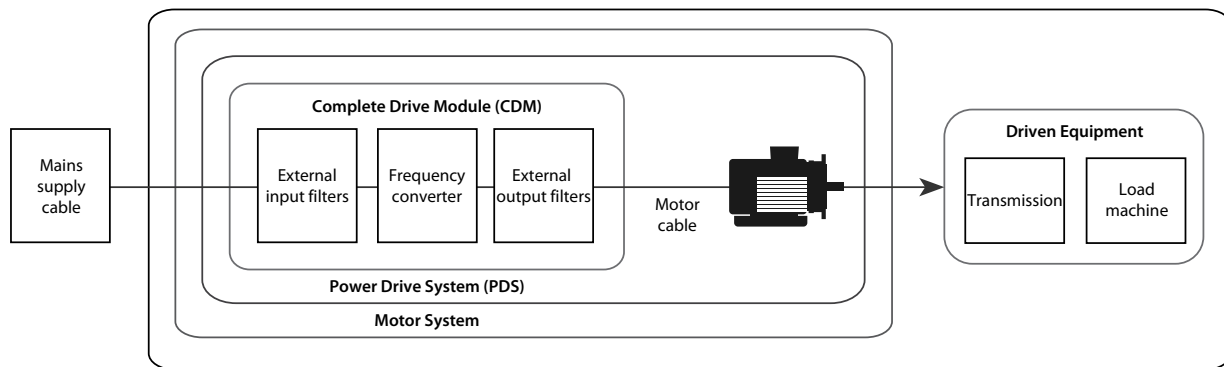 Complete Drive Module (CDM)
Mains
supply
cable
External
input filters
Frequency
converter
External
output filters
Motor
cable
Driven Equipment
Transmission
Load
machine
Power Drive System (PDS)
Motor System